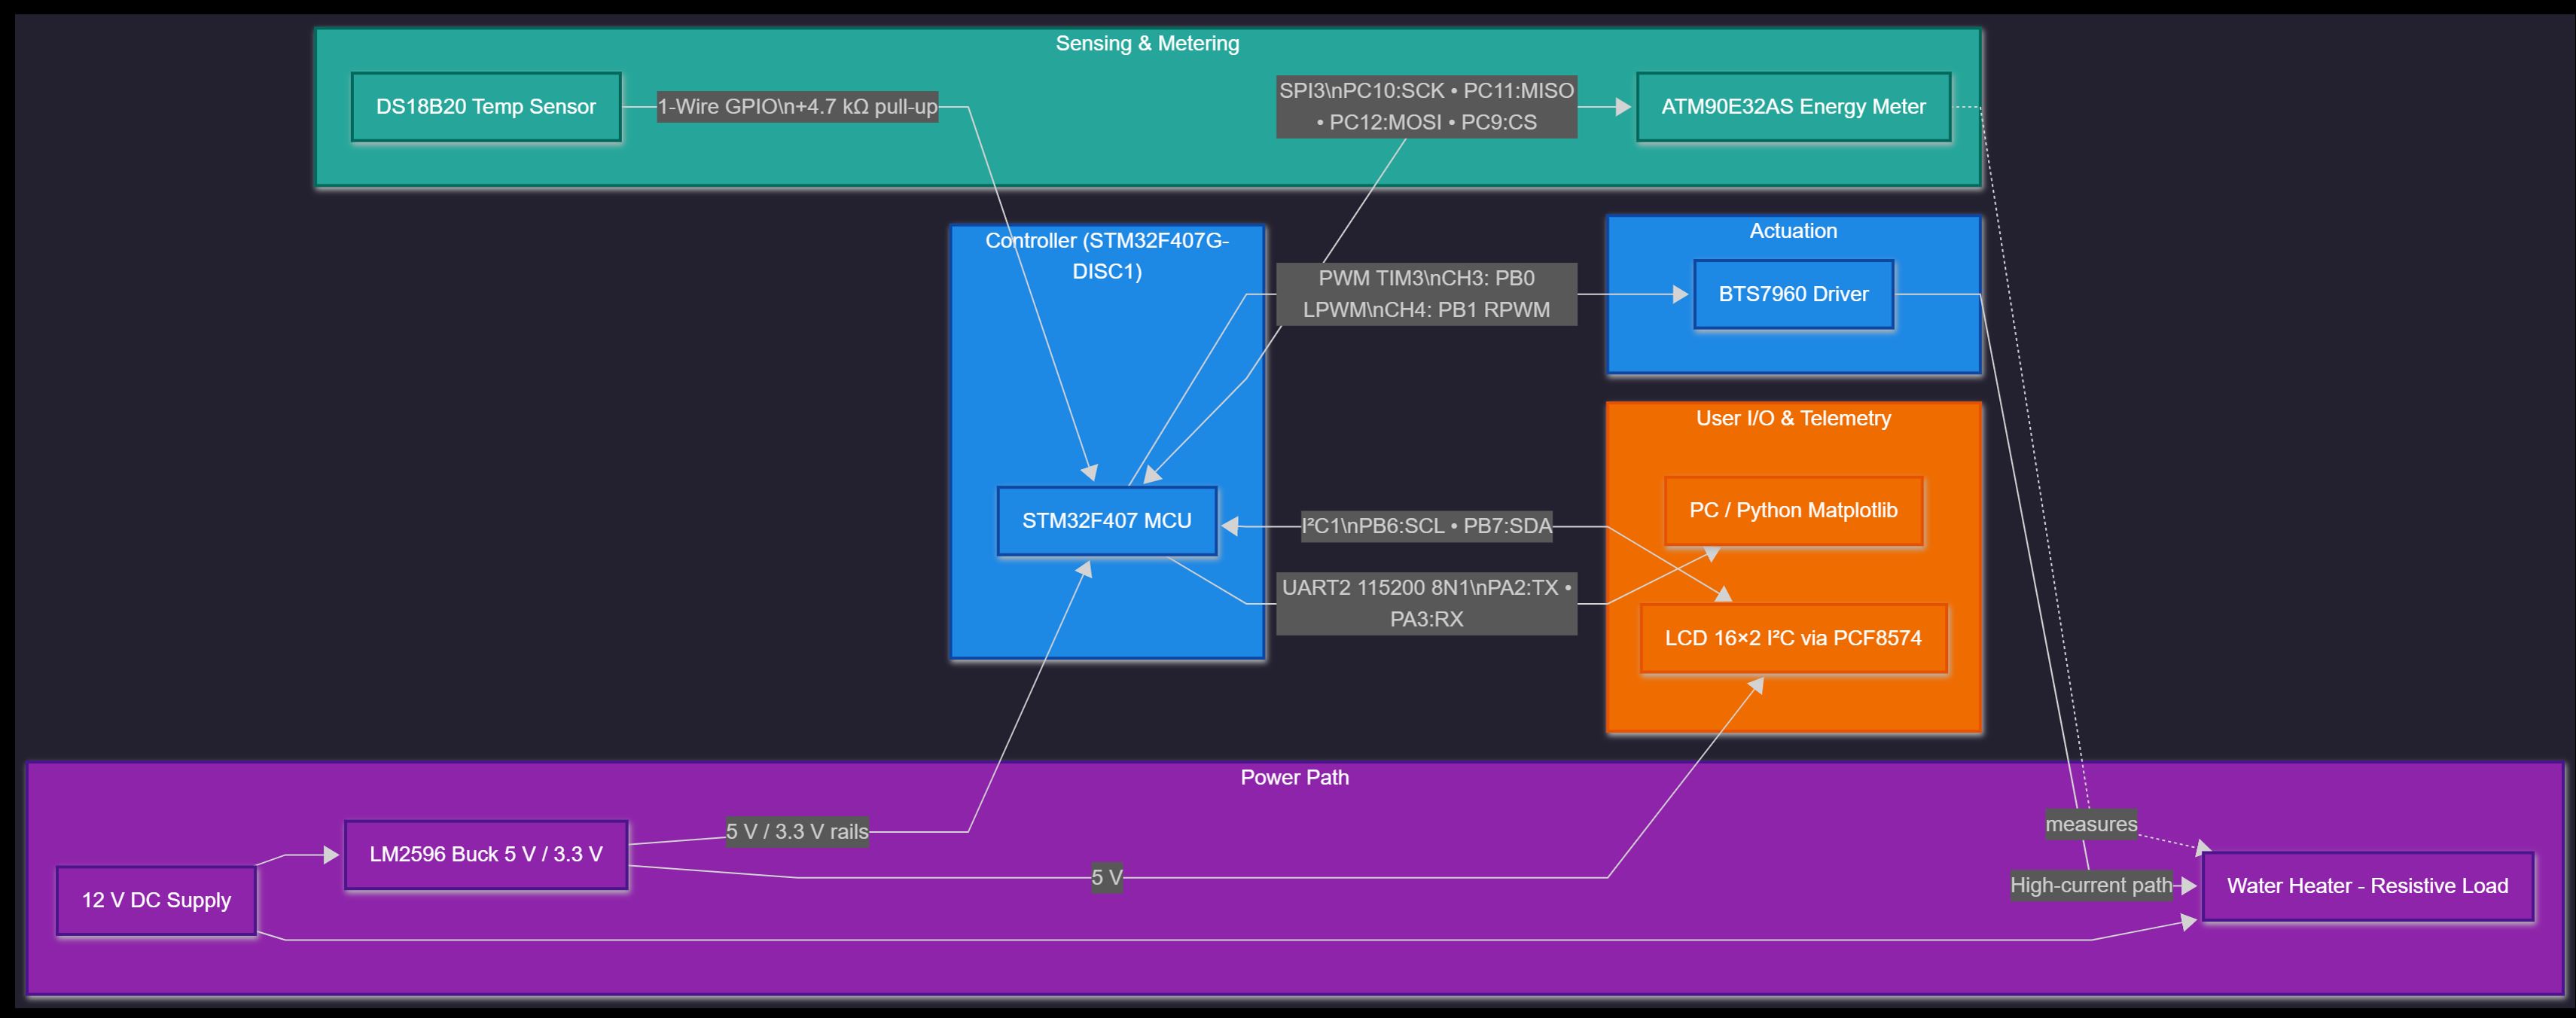 Sensing & Metering
DS18B20 Temp Sensor
1-Wire GPIO\n+4.7 kΩ pull-up
SPI3\nPC10:SCK • PC11:MISO
• PC12:MOSI • PC9:CS
ATM90E32AS Energy Meter
Controller (STM32F407G-
DISC1)
STM32F407 MCU
PWM TIM3\nCH3: PB0
LPWM\nCH4: PB1 RPWM
Actuation
BTS7960 Driver
User I/O & Telemetry
PC / Python Matplotlib
I²C1\nPB6:SCL • PB7:SDA
UART2 115200 8N1\nPA2:TX •
PA3:RX
LCD 16×2 I²C via PCF8574
Power Path
12 V DC Supply
LM2596 Buck 5 V / 3.3 V
5 V / 3.3 V rails
5 V
measures
High-current path
Water Heater - Resistive Load